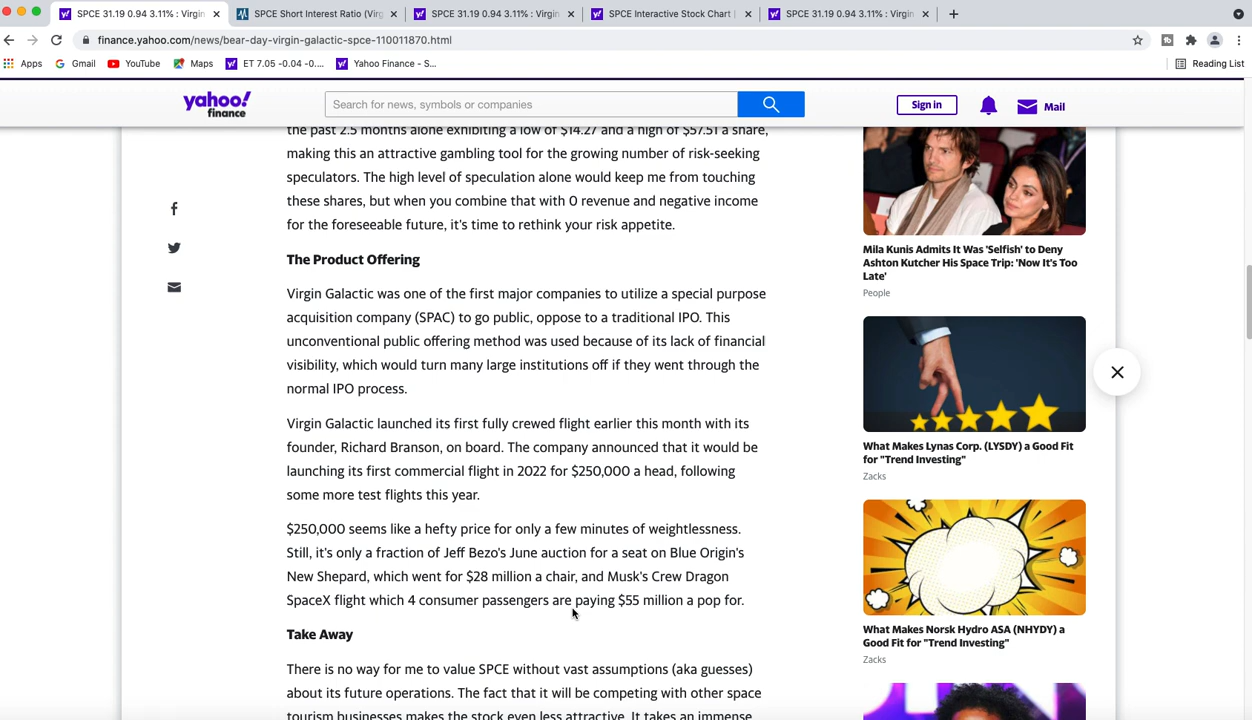 SPCE 31.19 0.94 3.11% : Virgin
SPCE Short Interest Ratio (Virg
SPCE 31.19 0.94 3.11% : Virgin
SPCE Interactive Stock Chart |
SPCE 31.19 0.94 3.11% : Virgin
finance.yahoo.com/news/bear-day-virgin-galactic-spce-110011870.html
Apps
Gmail
YouTube
Maps
ET 7.05 -0.04 -0....
Yahoo Finance - S...
Reading List
yahoo!
finance
Search for news, symbols or companies
Sign in
Mail
the past 2.5 months alone exhibiting a low of $14.27 and a high of $57.51 a share,
making this an attractive gambling tool for the growing number of risk-seeking
speculators. The high level of speculation alone would keep me from touching
these shares, but when you combine that with 0 revenue and negative income
for the foreseeable future, it's time to rethink your risk appetite.
The Product Offering
Virgin Galactic was one of the first major companies to utilize a special purpose
acquisition company (SPAC) to go public, oppose to a traditional IPO. This
unconventional public offering method was used because of its lack of financial
visibility, which would turn many large institutions off if they went through the
normal IPO process.
Virgin Galactic launched its first fully crewed flight earlier this month with its
founder, Richard Branson, on board. The company announced that it would be
launching its first commercial flight in 2022 for $250,000 a head, following
some more test flights this year.
$250,000 seems like a hefty price for only a few minutes of weightlessness.
Still, it's only a fraction of Jeff Bezo's June auction for a seat on Blue Origin's
New Shepard, which went for $28 million a chair, and Musk's Crew Dragon
SpaceX flight which 4 consumer passengers are paying $55 million a pop for.
Take Away
There is no way for me to value SPCE without vast assumptions (aka guesses)
about its future operations. The fact that it will be competing with other space
tourism businesses makes the stock even less attractive. It takes an immense
Mila Kunis Admits It Was 'Selfish' to Deny
Ashton Kutcher His Space Trip: 'Now It's Too
Late'
People
What Makes Lynas Corp. (LYSDY) a Good Fit
for "Trend Investing"
Zacks
What Makes Norsk Hydro ASA (NHYDY) a
Good Fit for "Trend Investing"
Zacks